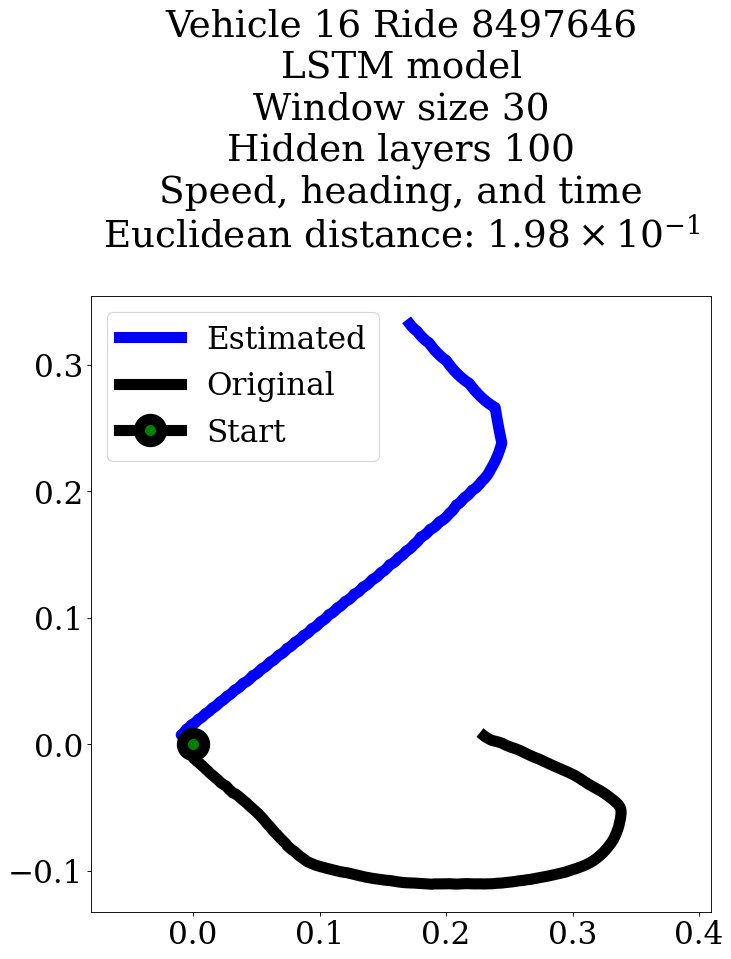 Vehicle 16 Ride 8497646
LSTM model
Window size 30
Hidden layers 100
Speed, heading, and time
Euclidean distance: 1.98 × 10⁻¹
Estimated
Original
Start
0.3
0.2
0.1
0.0
−0.1
0.0 0.1 0.2 0.3 0.4